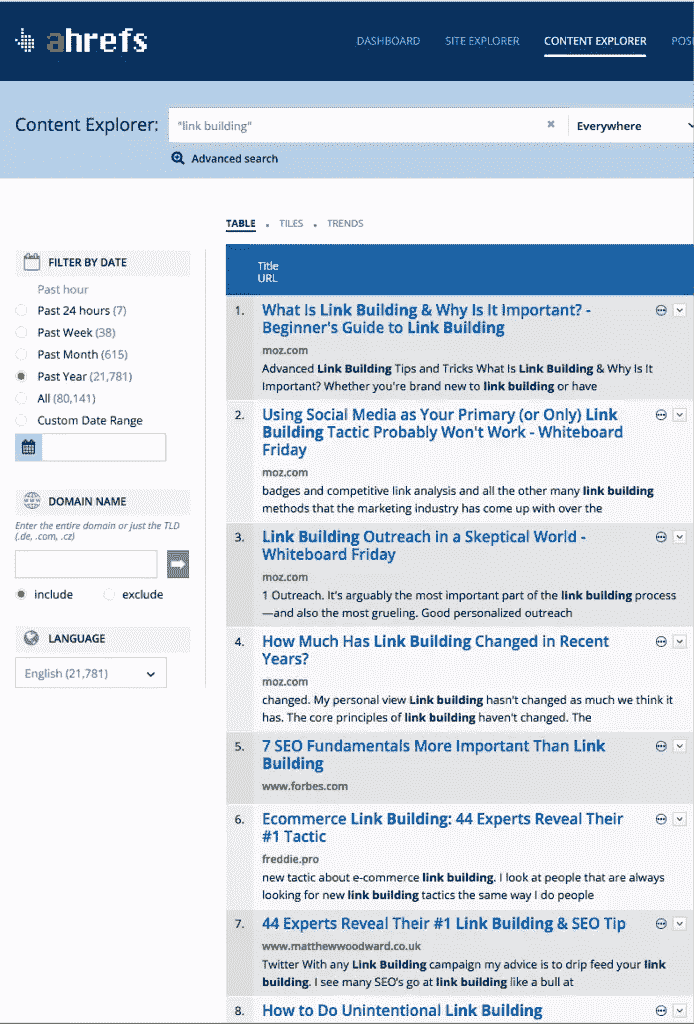 ahrefs
DASHBOARD SITE EXPLORER CONTENT EXPLORER POSI
Content Explorer: "link building" × Everywhere
Advanced search
TABLE • TILES • TRENDS
FILTER BY DATE
Past hour
Past 24 hours (7)
Past Week (38)
Past Month (615)
Past Year (21,781)
All (80,141)
Custom Date Range
DOMAIN NAME
Enter the entire domain or just the TLD
(.de, .com, .cz)
include exclude
LANGUAGE
English (21,781)
Title
URL
1. What Is Link Building & Why Is It Important? -
Beginner's Guide to Link Building
moz.com
Advanced Link Building Tips and Tricks What Is Link Building & Why Is It
Important? Whether you're brand new to link building or have
2. Using Social Media as Your Primary (or Only) Link
Building Tactic Probably Won't Work - Whiteboard
Friday
moz.com
badges and competitive link analysis and all the other many link building
methods that the marketing industry has come up with over the
3. Link Building Outreach in a Skeptical World -
Whiteboard Friday
moz.com
1 Outreach. It's arguably the most important part of the link building process
—and also the most grueling. Good personalized outreach
4. How Much Has Link Building Changed in Recent
Years?
moz.com
changed. My personal view Link building hasn't changed as much we think it
has. The core principles of link building haven't changed. The
5. 7 SEO Fundamentals More Important Than Link
Building
www.forbes.com
6. Ecommerce Link Building: 44 Experts Reveal Their
#1 Tactic
freddie.pro
new tactic about e-commerce link building. I look at people that are always
looking for new link building tactics the same way I do people
7. 44 Experts Reveal Their #1 Link Building & SEO Tip
www.matthewwoodward.co.uk
Twitter With any Link Building campaign my advice is to drip feed your link
building. I see many SEO's go at link building like a bull at
8. How to Do Unintentional Link Building